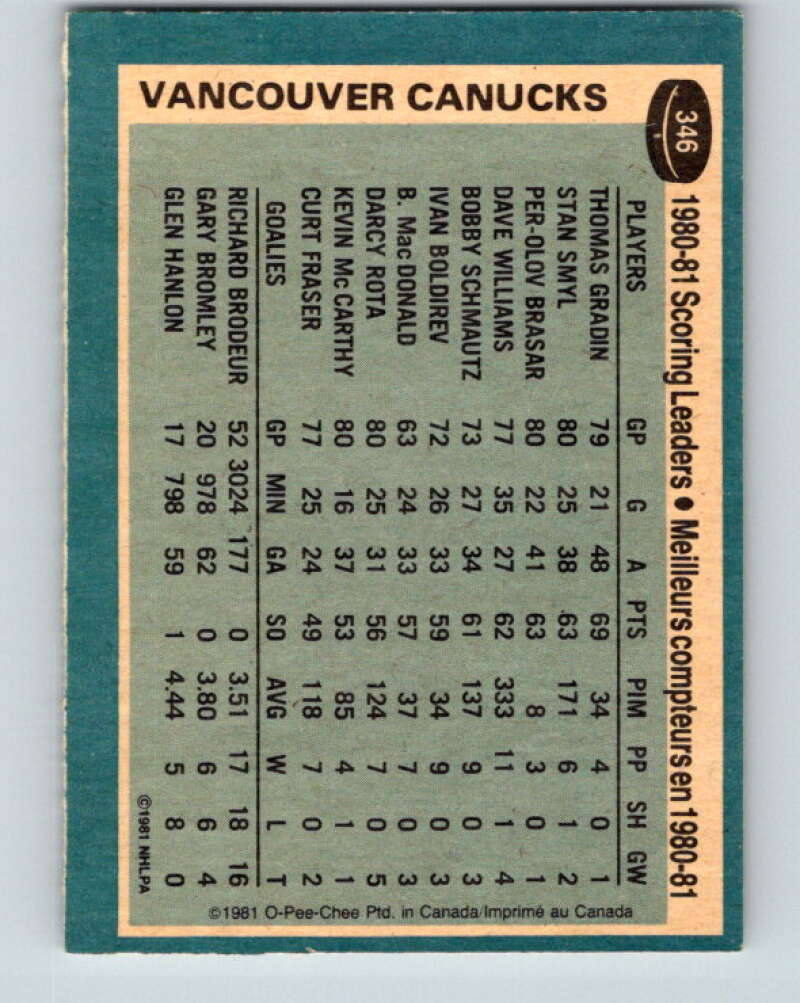 VANCOUVER CANUCKS
346
1980-81 Scoring Leaders • Meilleurs compteurs en 1980-81
PLAYERS GP G A PTS PIM PP SH GW
THOMAS GRADIN 79 21 48 69 34 4 0 1
STAN SMYL 80 25 38 63 171 6 1 2
PER-OLOV BRASAR 80 22 41 63 8 3 0 1
DAVE WILLIAMS 77 35 27 62 333 11 1 4
BOBBY SCHMAUTZ 73 27 34 61 137 9 0 3
IVAN BOLDIREV 72 26 33 59 34 9 0 3
B. Mac DONALD 63 24 33 57 37 7 0 3
DARCY ROTA 80 25 31 56 124 7 0 5
KEVIN Mc CARTHY 80 16 37 53 85 4 1 1
CURT FRASER 77 25 24 49 118 7 0 2
GOALIES GP MIN GA SO AVG W L T
RICHARD BRODEUR 52 3024 177 0 3.51 17 18 16
GARY BROMLEY 20 978 62 0 3.80 6 6 4
GLEN HANLON 17 798 59 1 4.44 5 8 0
©1981 NHLPA
©1981 O-Pee-Chee Ptd. in Canada/Imprimé au Canada